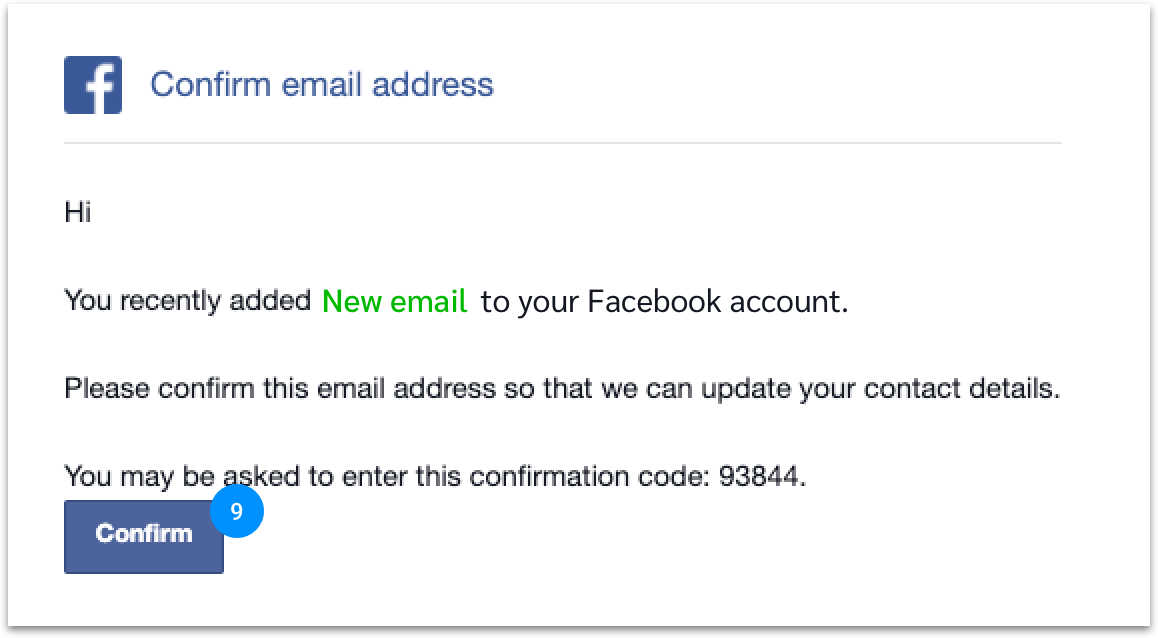 f Confirm email address
Hi
You recently added New email to your Facebook account.
Please confirm this email address so that we can update your contact details.
You may be asked to enter this confirmation code: 93844.
Confirm 9